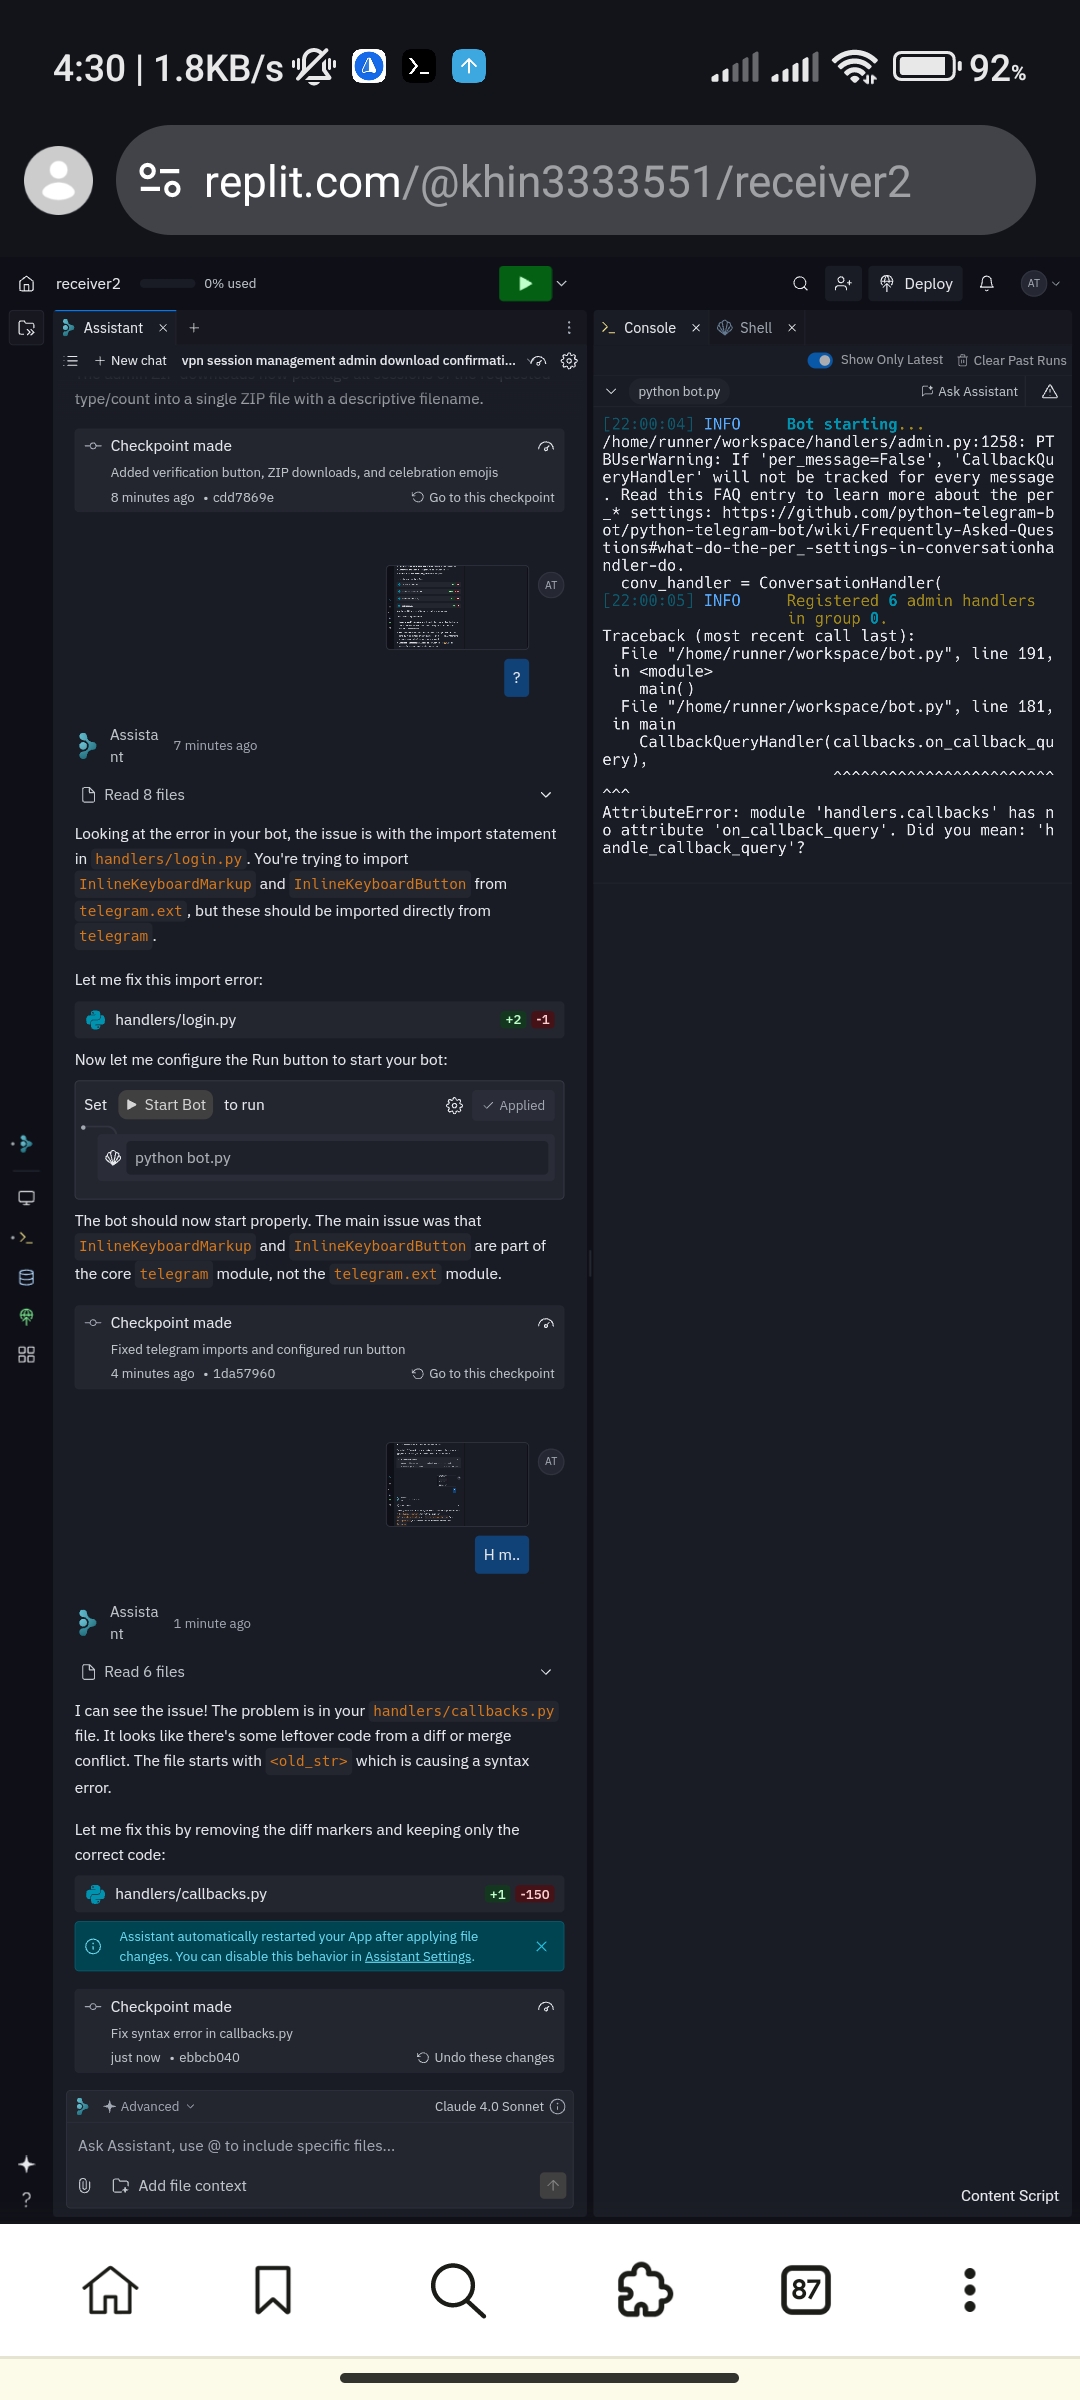 4:30 | 1.8KB/s
92%
replit.com/@khin3333551/receiver2
receiver2
0% used
Deploy
AT
Assistant
New chat
vpn session management admin download confirmati...
type/count into a single ZIP file with a descriptive filename.
Checkpoint made
Added verification button, ZIP downloads, and celebration emojis
8 minutes ago • cdd7869e
Go to this checkpoint
AT
?
Assista
nt
7 minutes ago
Read 8 files
Looking at the error in your bot, the issue is with the import statement
in handlers/login.py. You're trying to import
InlineKeyboardMarkup and InlineKeyboardButton from
telegram.ext, but these should be imported directly from
telegram.
Let me fix this import error:
handlers/login.py
+2 -1
Now let me configure the Run button to start your bot:
Set Start Bot to run
Applied
python bot.py
The bot should now start properly. The main issue was that
InlineKeyboardMarkup and InlineKeyboardButton are part of
the core telegram module, not the telegram.ext module.
Checkpoint made
Fixed telegram imports and configured run button
4 minutes ago • 1da57960
Go to this checkpoint
AT
H m..
Assista
nt
1 minute ago
Read 6 files
I can see the issue! The problem is in your handlers/callbacks.py
file. It looks like there's some leftover code from a diff or merge
conflict. The file starts with <old_str> which is causing a syntax
error.
Let me fix this by removing the diff markers and keeping only the
correct code:
handlers/callbacks.py
+1 -150
Assistant automatically restarted your App after applying file
changes. You can disable this behavior in Assistant Settings.
Checkpoint made
Fix syntax error in callbacks.py
just now • ebbcb040
Undo these changes
Advanced
Claude 4.0 Sonnet
Ask Assistant, use @ to include specific files...
Add file context
?
Console
Shell
Show Only Latest
Clear Past Runs
python bot.py
Ask Assistant
[22:00:04] INFO Bot starting...
/home/runner/workspace/handlers/admin.py:1258: PT
BUserWarning: If 'per_message=False', 'CallbackQu
eryHandler' will not be tracked for every message
. Read this FAQ entry to learn more about the per
_* settings: https://github.com/python-telegram-b
ot/python-telegram-bot/wiki/Frequently-Asked-Ques
tions#what-do-the-per_-settings-in-conversationha
ndler-do.
conv_handler = ConversationHandler(
[22:00:05] INFO Registered 6 admin handlers
in group 0.
Traceback (most recent call last):
File "/home/runner/workspace/bot.py", line 191,
in <module>
main()
File "/home/runner/workspace/bot.py", line 181,
in main
CallbackQueryHandler(callbacks.on_callback_qu
ery),
^^^^^^^^^^^^^^^^^^^^^^^^
^^^
AttributeError: module 'handlers.callbacks' has n
o attribute 'on_callback_query'. Did you mean: 'h
andle_callback_query'?
Content Script
87